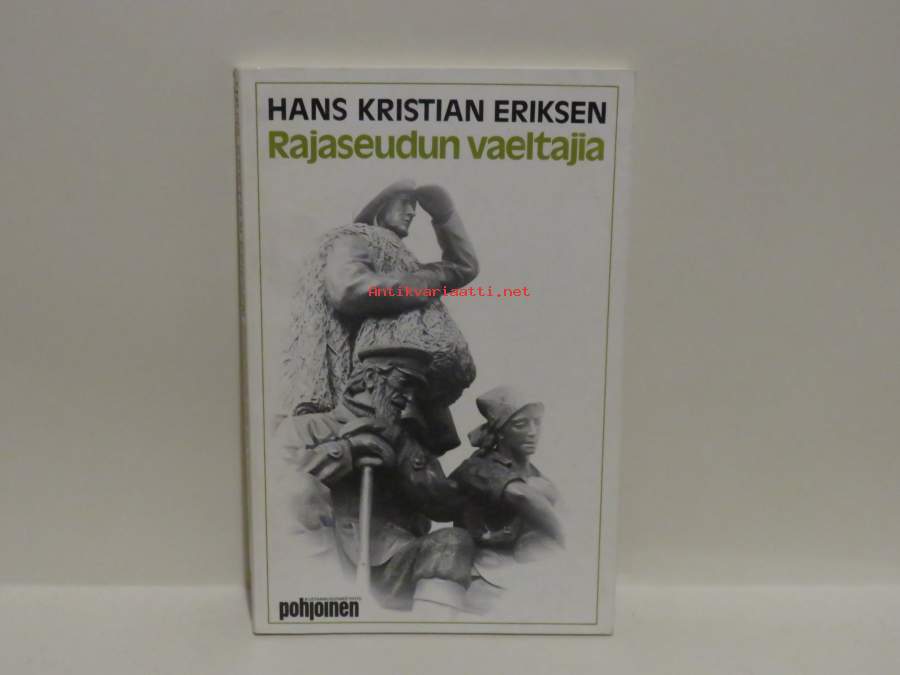 HANS KRISTIAN ERIKSEN
Rajaseudun vaeltajia
Antikvariaatti.net
pohjoinen